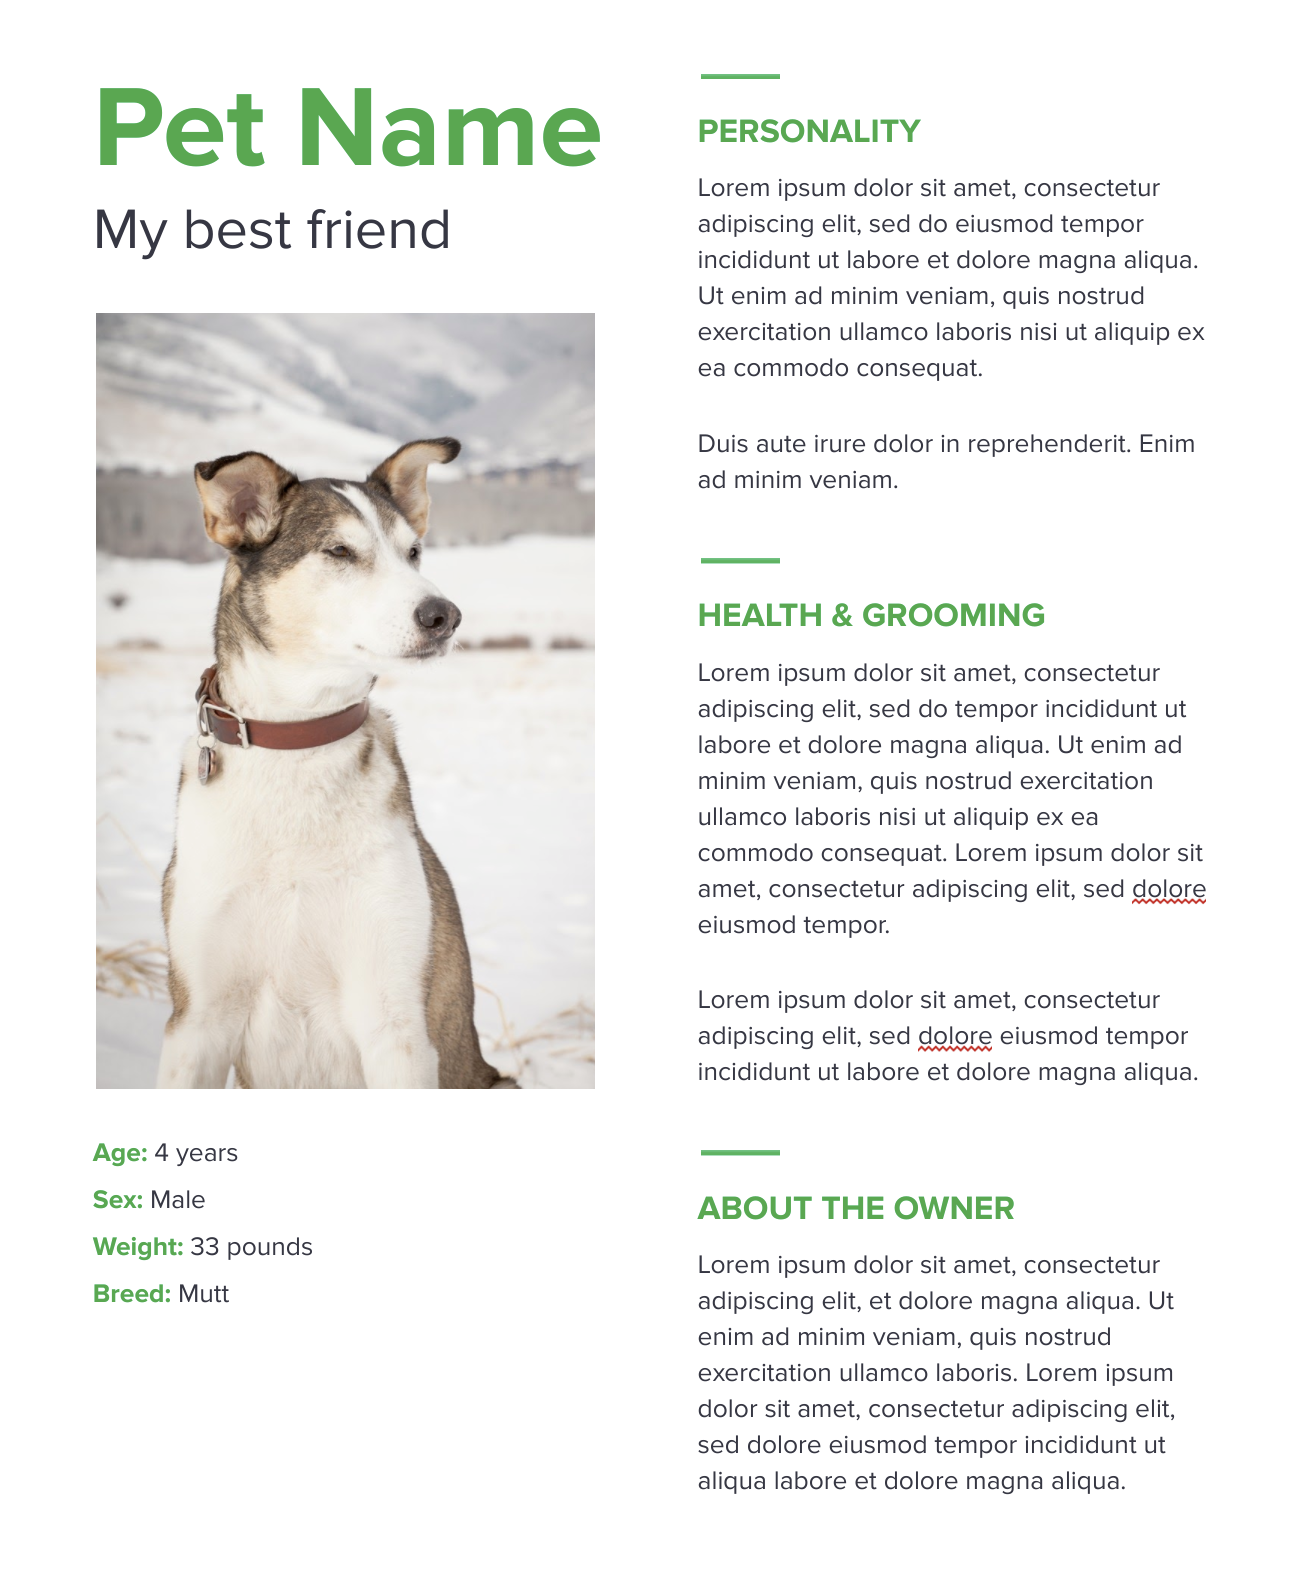 Pet Name
My best friend
Age: 4 years
Sex: Male
Weight: 33 pounds
Breed: Mutt
PERSONALITY
Lorem ipsum dolor sit amet, consectetur
adipiscing elit, sed do eiusmod tempor
incididunt ut labore et dolore magna aliqua.
Ut enim ad minim veniam, quis nostrud
exercitation ullamco laboris nisi ut aliquip ex
ea commodo consequat.
Duis aute irure dolor in reprehenderit. Enim
ad minim veniam.
HEALTH & GROOMING
Lorem ipsum dolor sit amet, consectetur
adipiscing elit, sed do tempor incididunt ut
labore et dolore magna aliqua. Ut enim ad
minim veniam, quis nostrud exercitation
ullamco laboris nisi ut aliquip ex ea
commodo consequat. Lorem ipsum dolor sit
amet, consectetur adipiscing elit, sed dolore
eiusmod tempor.
Lorem ipsum dolor sit amet, consectetur
adipiscing elit, sed dolore eiusmod tempor
incididunt ut labore et dolore magna aliqua.
ABOUT THE OWNER
Lorem ipsum dolor sit amet, consectetur
adipiscing elit, et dolore magna aliqua. Ut
enim ad minim veniam, quis nostrud
exercitation ullamco laboris. Lorem ipsum
dolor sit amet, consectetur adipiscing elit,
sed dolore eiusmod tempor incididunt ut
aliqua labore et dolore magna aliqua.